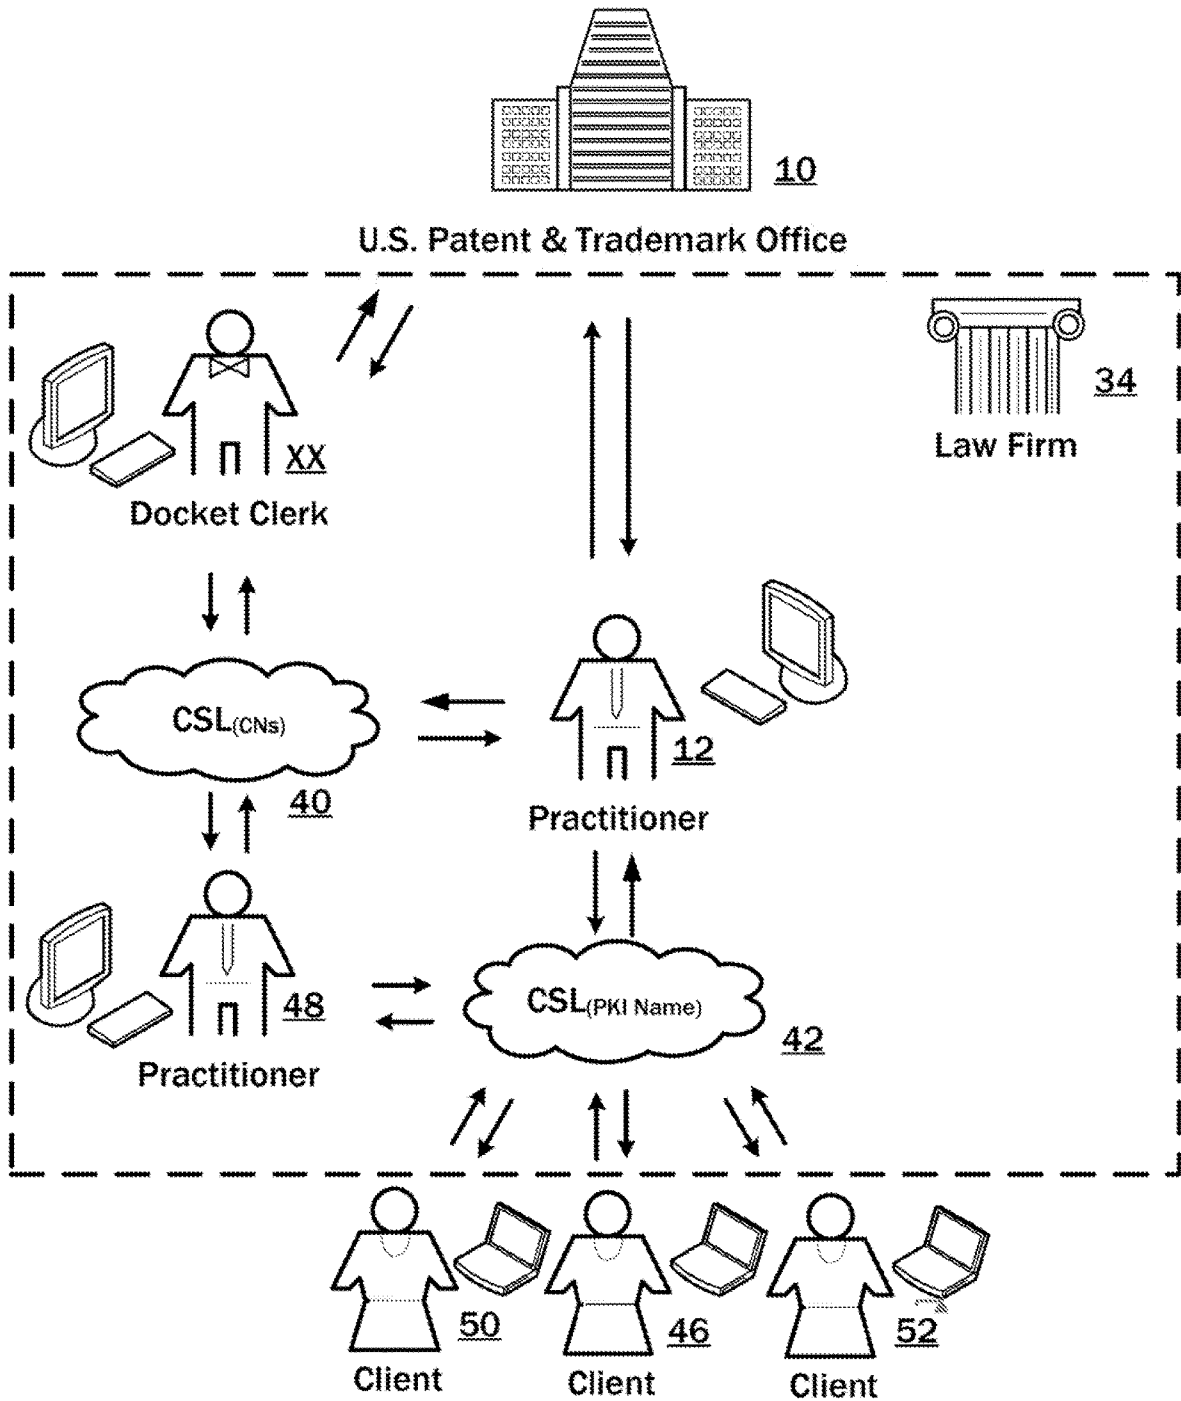 10
U.S. Patent & Trademark Office
34
Law Firm
XX
Docket Clerk
CSL(CNs)
12
40
Practitioner
48
CSL(PKI Name)
42
Practitioner
50
46
52
Client
Client
Client